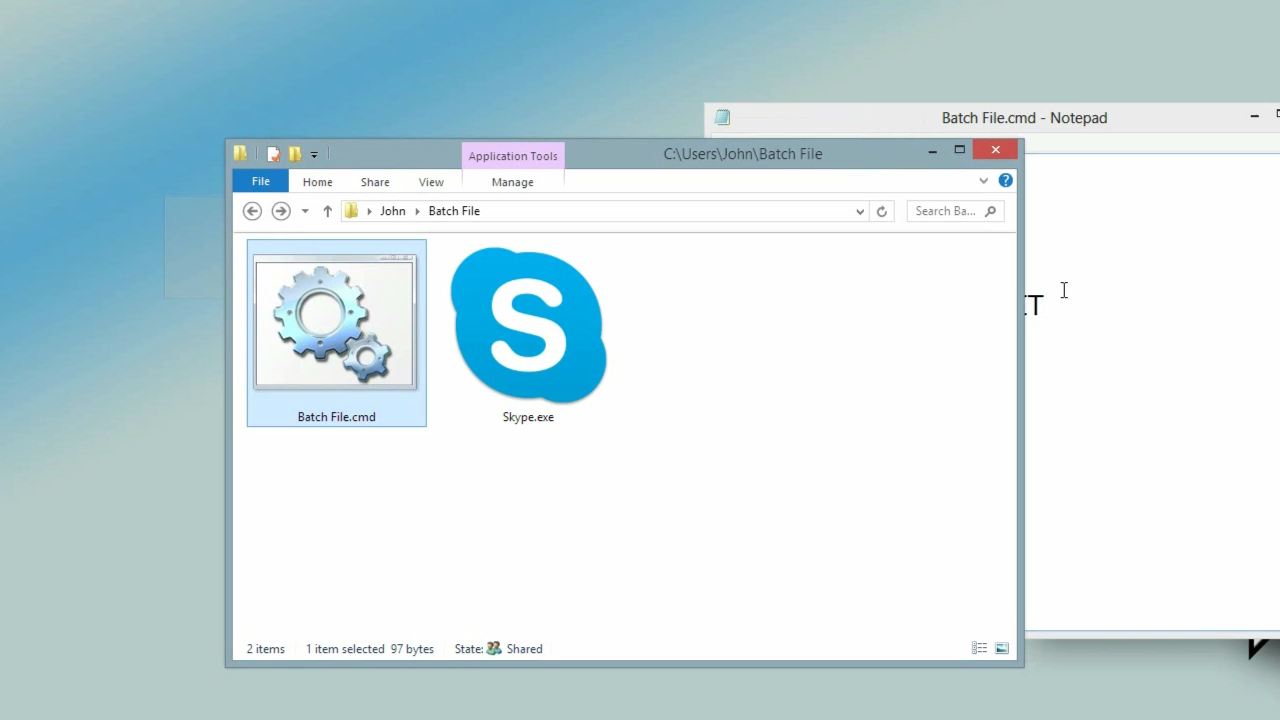 Batch File.cmd - Notepad
Application Tools
C:\Users\John\Batch File
File
Home
Share
View
Manage
John
Batch File
Search Ba...
S
T
Batch File.cmd
Skype.exe
2 items
1 item selected 97 bytes
State:
Shared